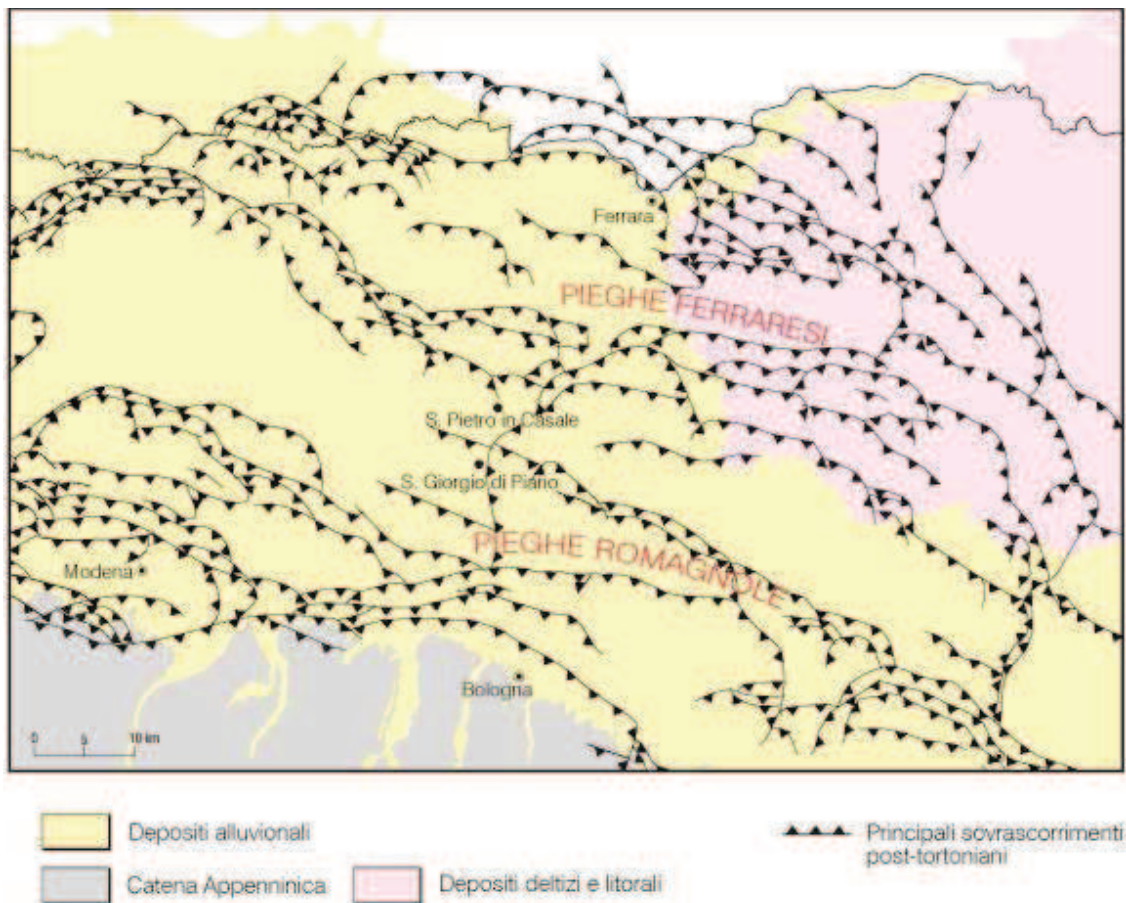 Ferrara
PIEGHE FERRARESI
S. Pietro in Casale
S. Giorgio di Piano
PIEGHE ROMAGNOLE
Modena
Bologna
0 5 10 km
Depositi alluvionali
Principali sovrascorrimenti
post-tortoniani
Catena Appenninica
Depositi deltizi e litorali